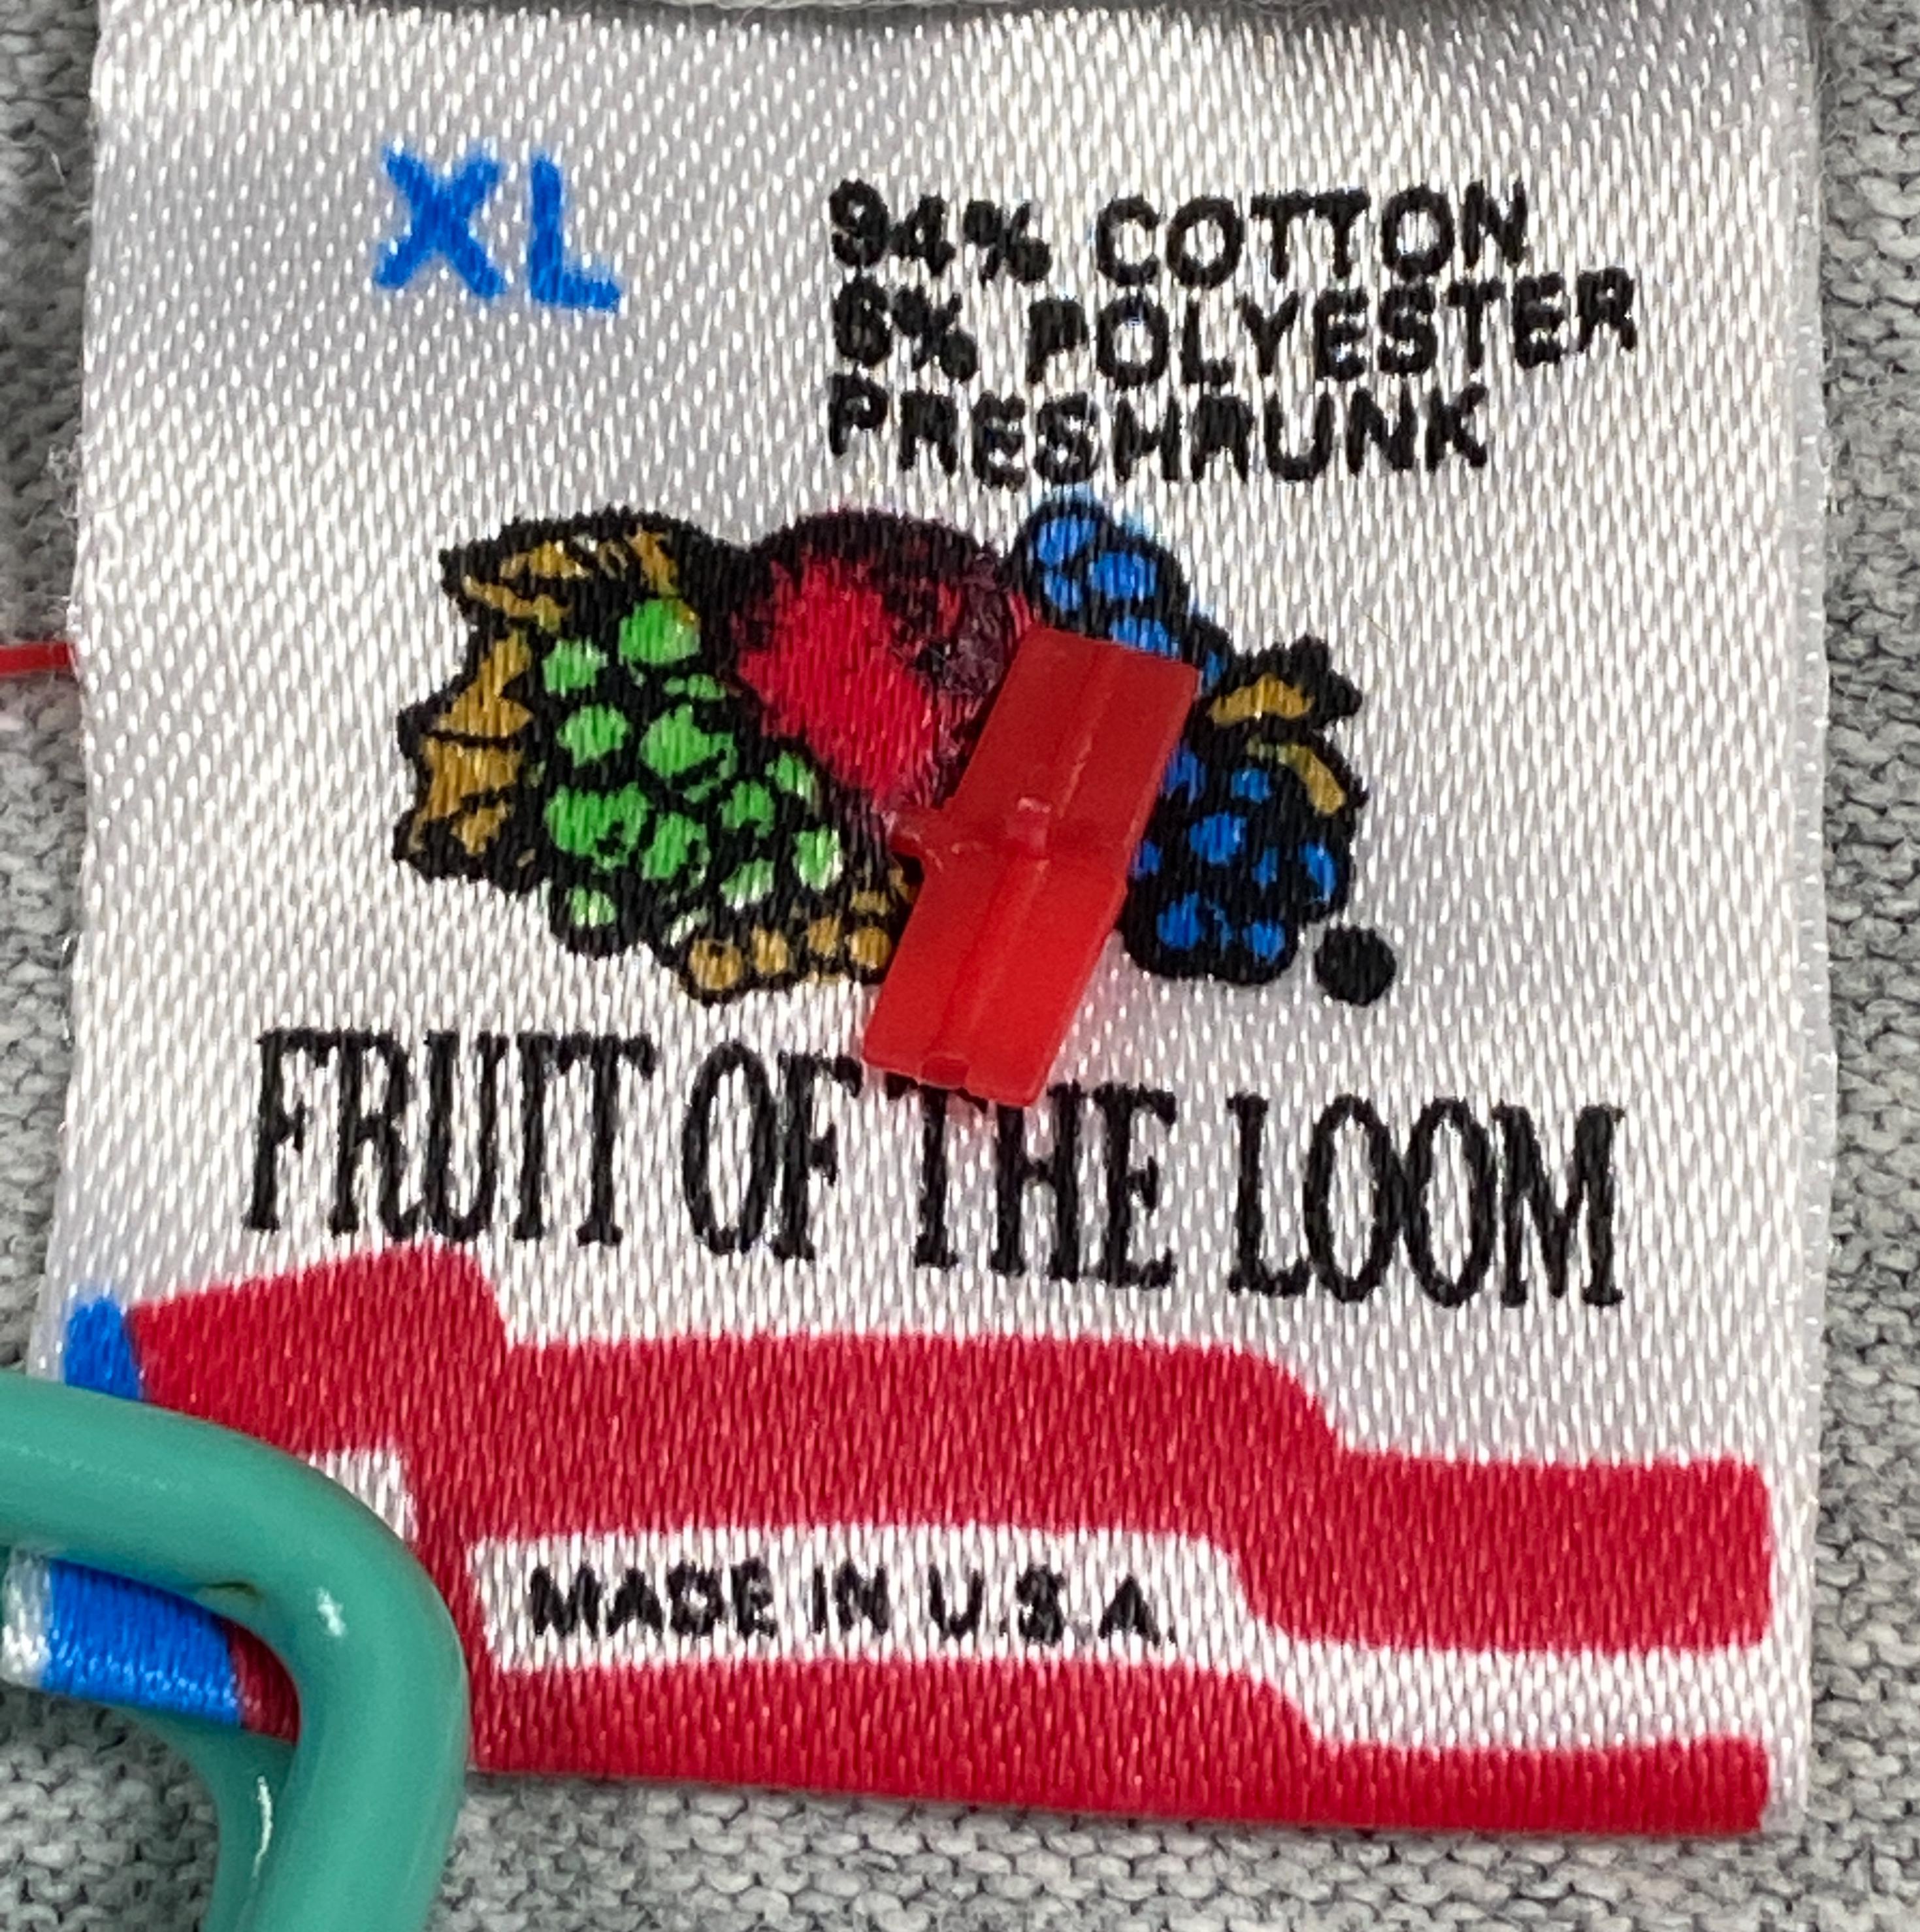 XL
94% COTTON
6% POLYESTER
PRESHRUNK
FRUIT OF THE LOOM
MADE IN U.S.A.